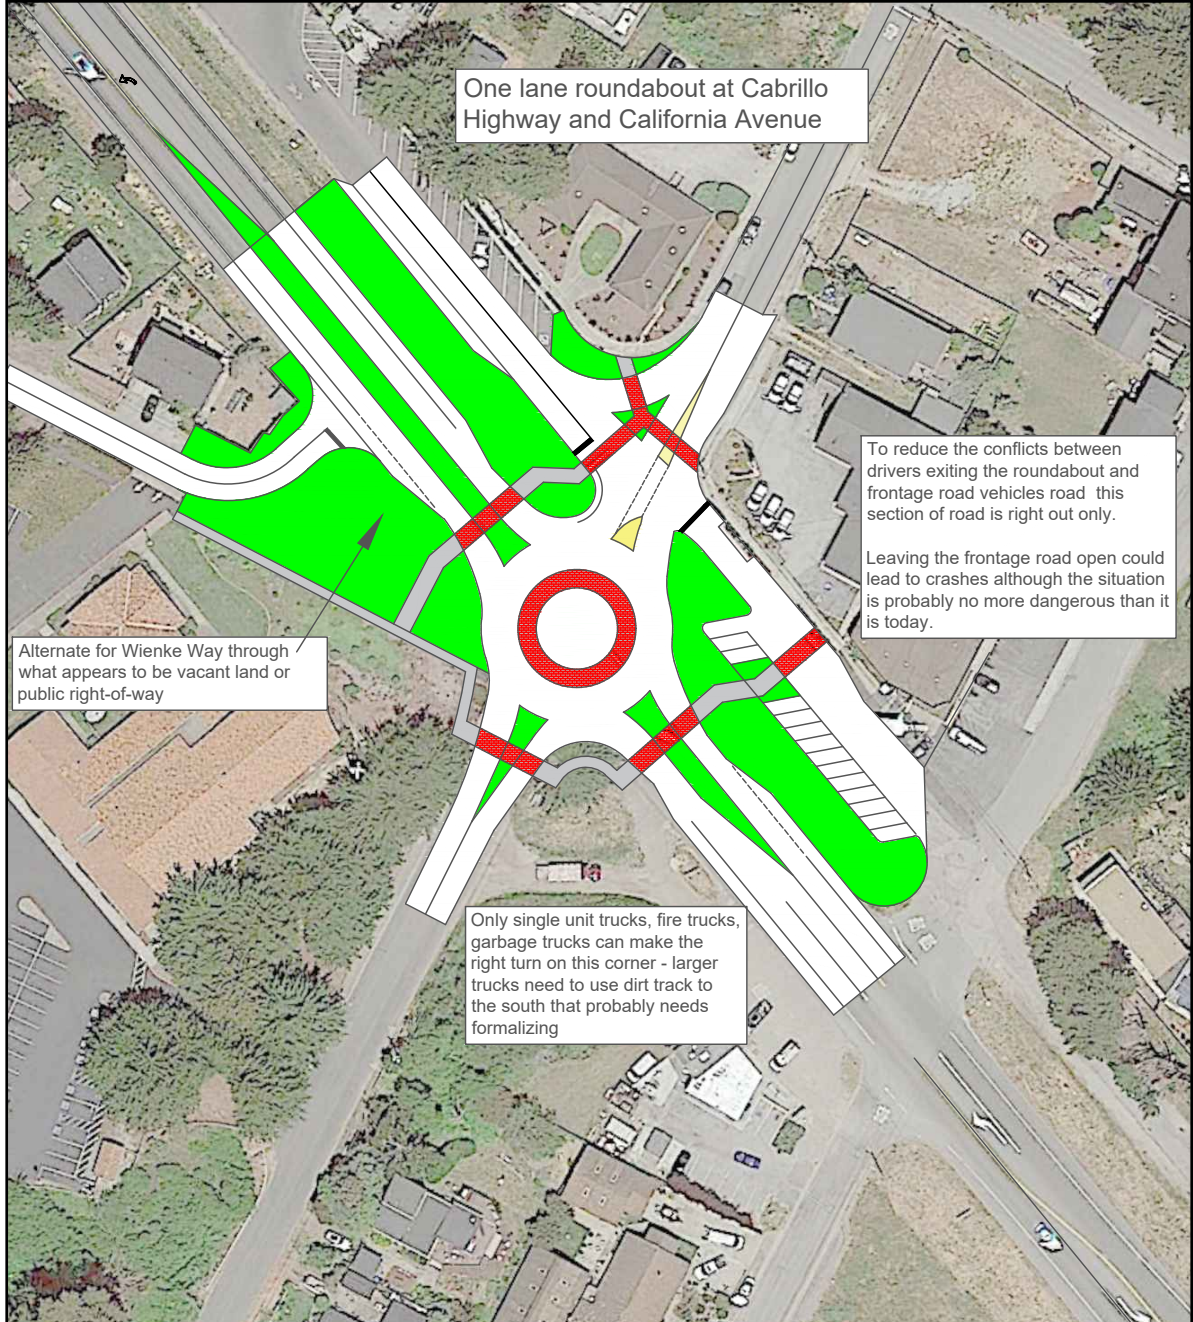 One lane roundabout at Cabrillo
Highway and California Avenue
To reduce the conflicts between
drivers exiting the roundabout and
frontage road vehicles road  this
section of road is right out only.
Leaving the frontage road open could
lead to crashes although the situation
is probably no more dangerous than it
is today.
Alternate for Wienke Way through
what appears to be vacant land or
public right-of-way
Only single unit trucks, fire trucks,
garbage trucks can make the
right turn on this corner - larger
trucks need to use dirt track to
the south that probably needs
formalizing